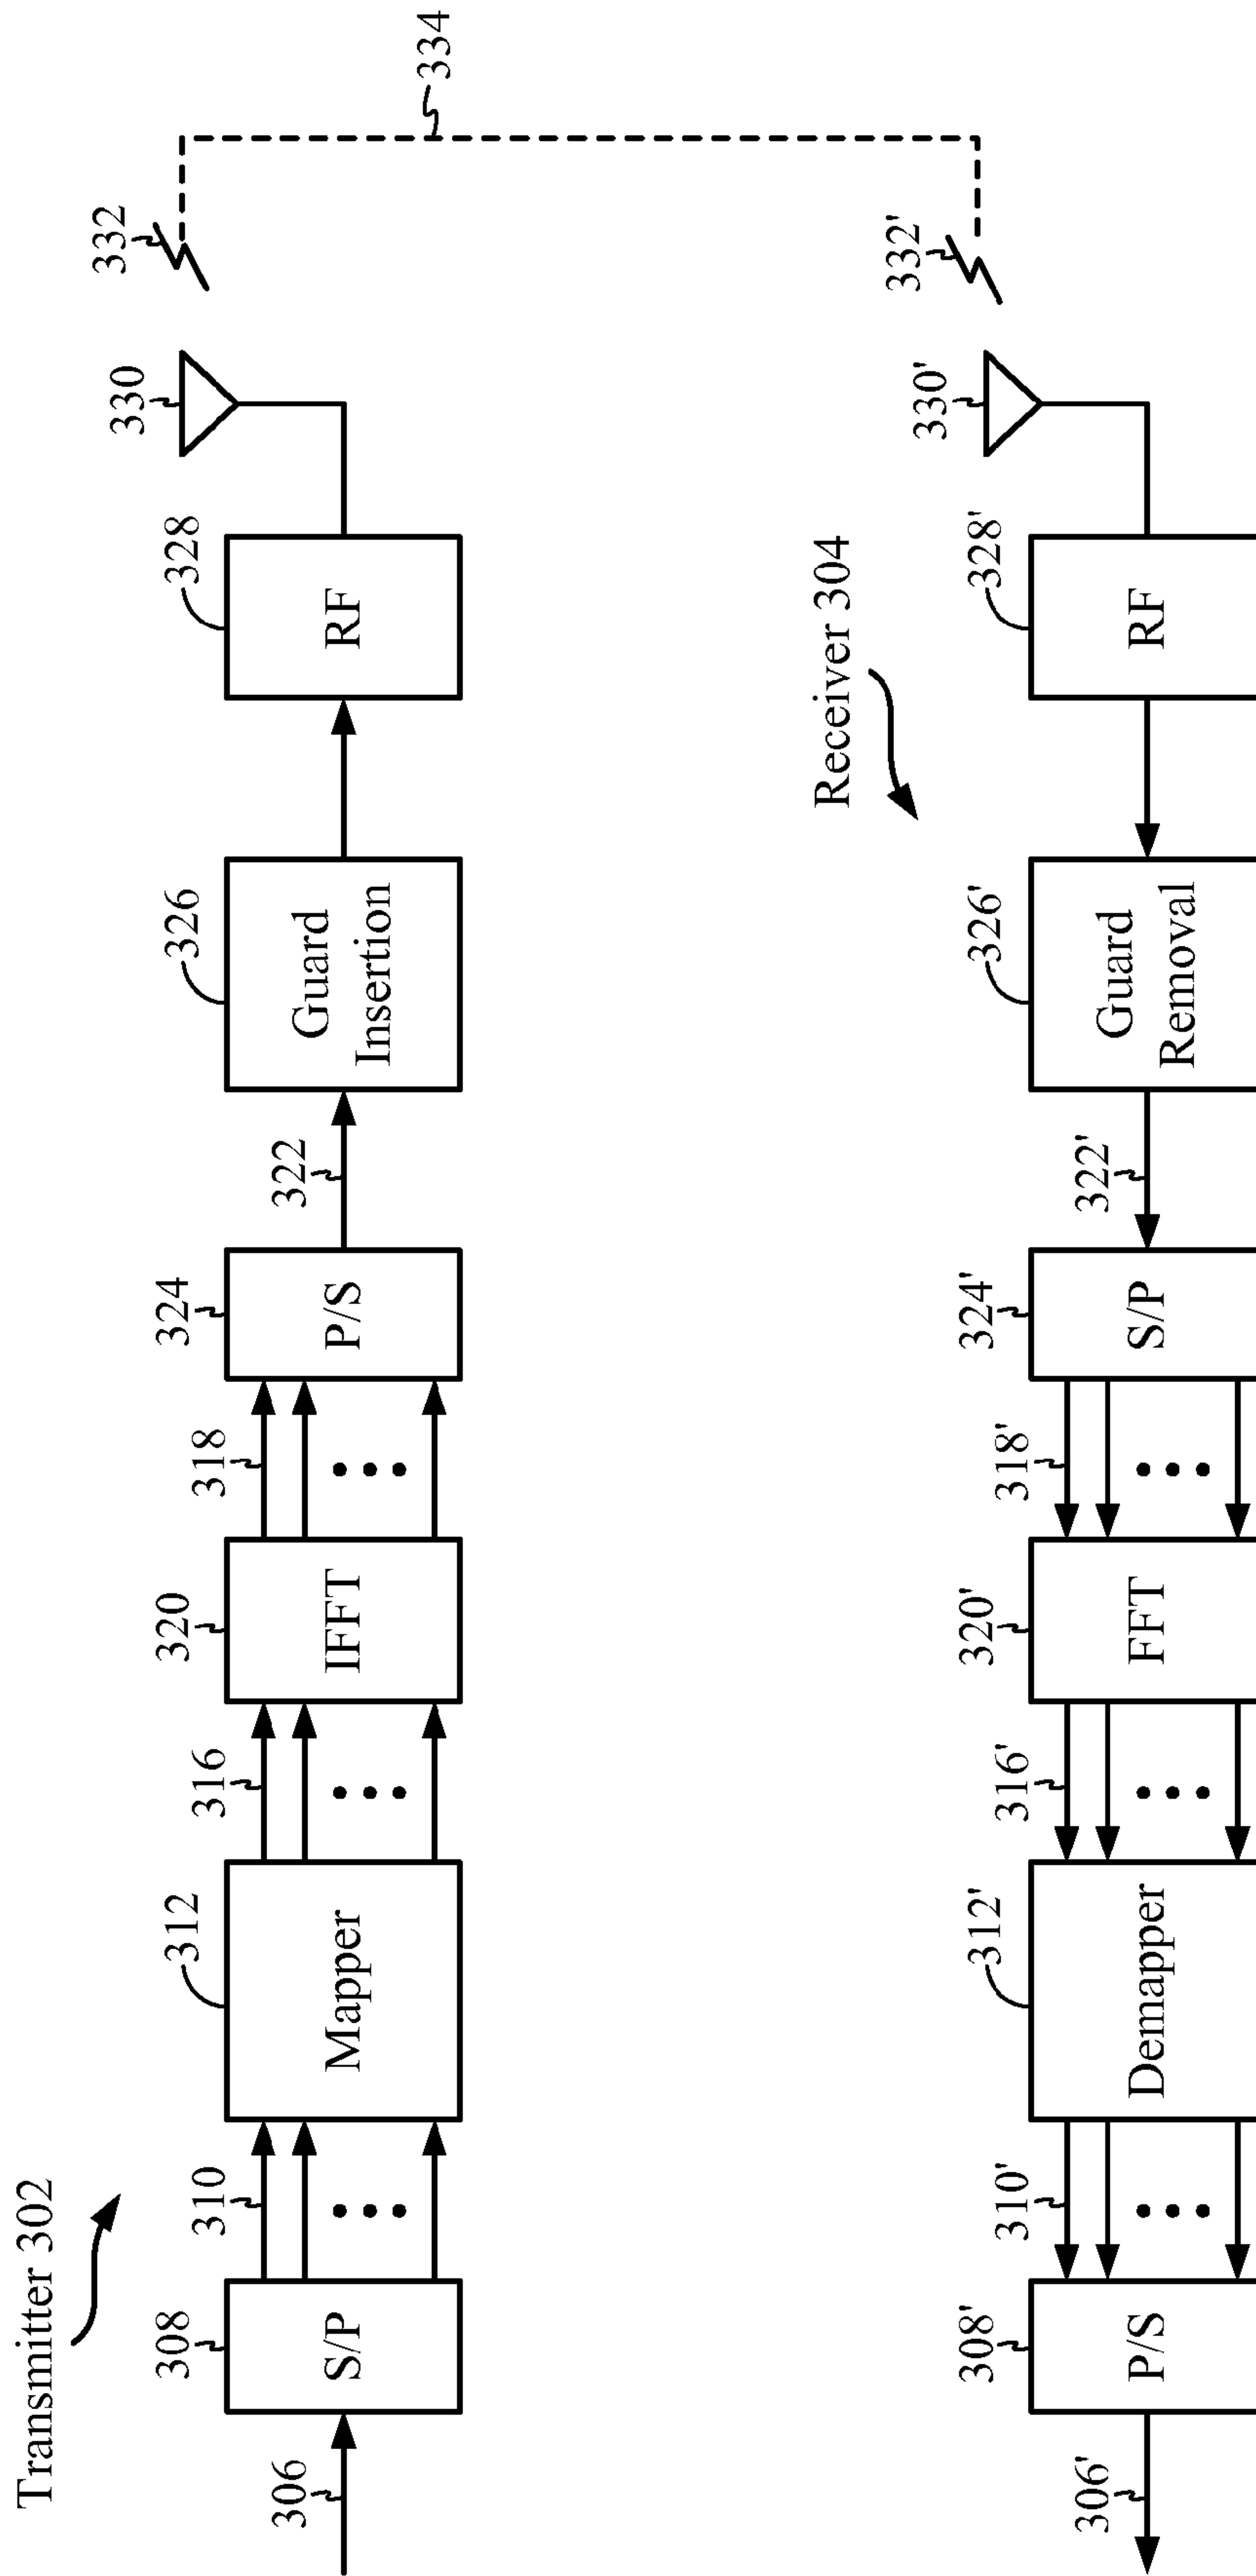 Transmitter 302
306
308
S/P
310
312
Mapper
316
320
IFFT
318
324
P/S
322
326
Guard
Insertion
328
RF
330
332
334
Receiver 304
306'
308'
P/S
310'
312'
Demapper
316'
320'
FFT
318'
324'
S/P
322'
326'
Guard
Removal
328'
RF
330'
332'